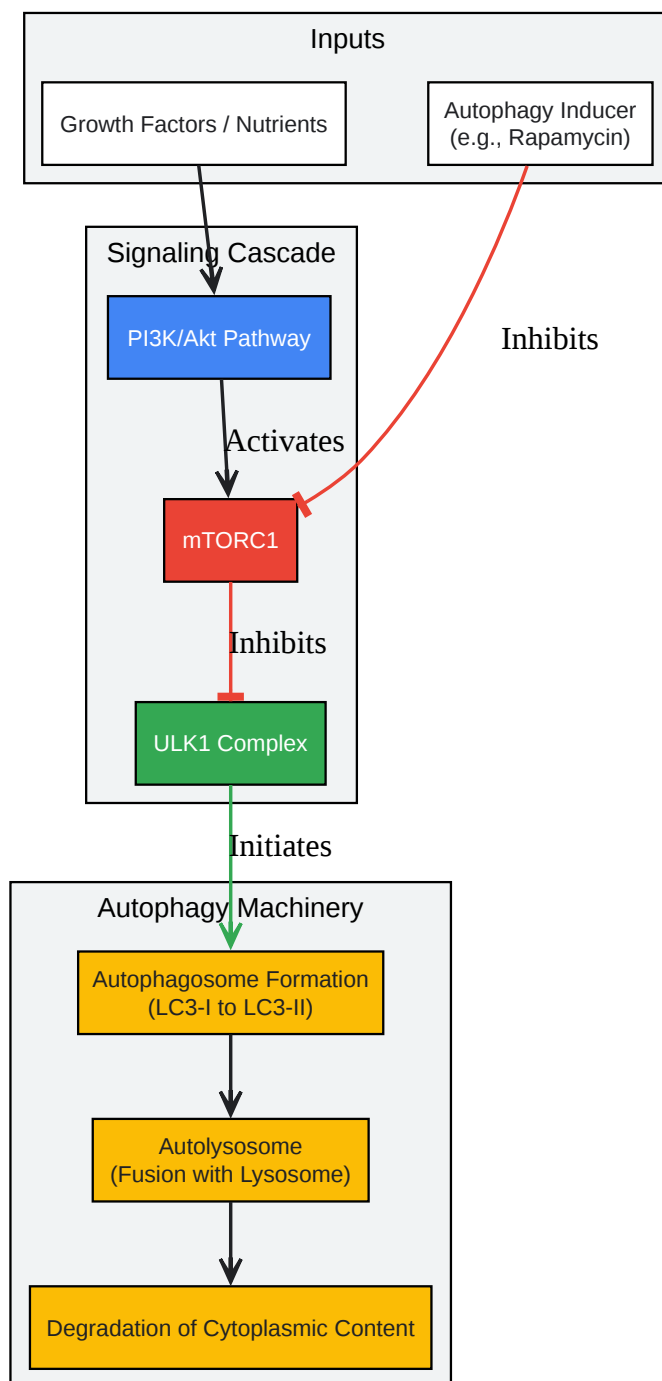 Inputs
Growth Factors / Nutrients
Autophagy Inducer
(e.g., Rapamycin)
Signaling Cascade
PI3K/Akt Pathway
Inhibits
Activates
mTORC1
Inhibits
ULK1 Complex
Initiates
Autophagy Machinery
Autophagosome Formation
(LC3-I to LC3-II)
Autolysosome
(Fusion with Lysosome)
Degradation of Cytoplasmic Content